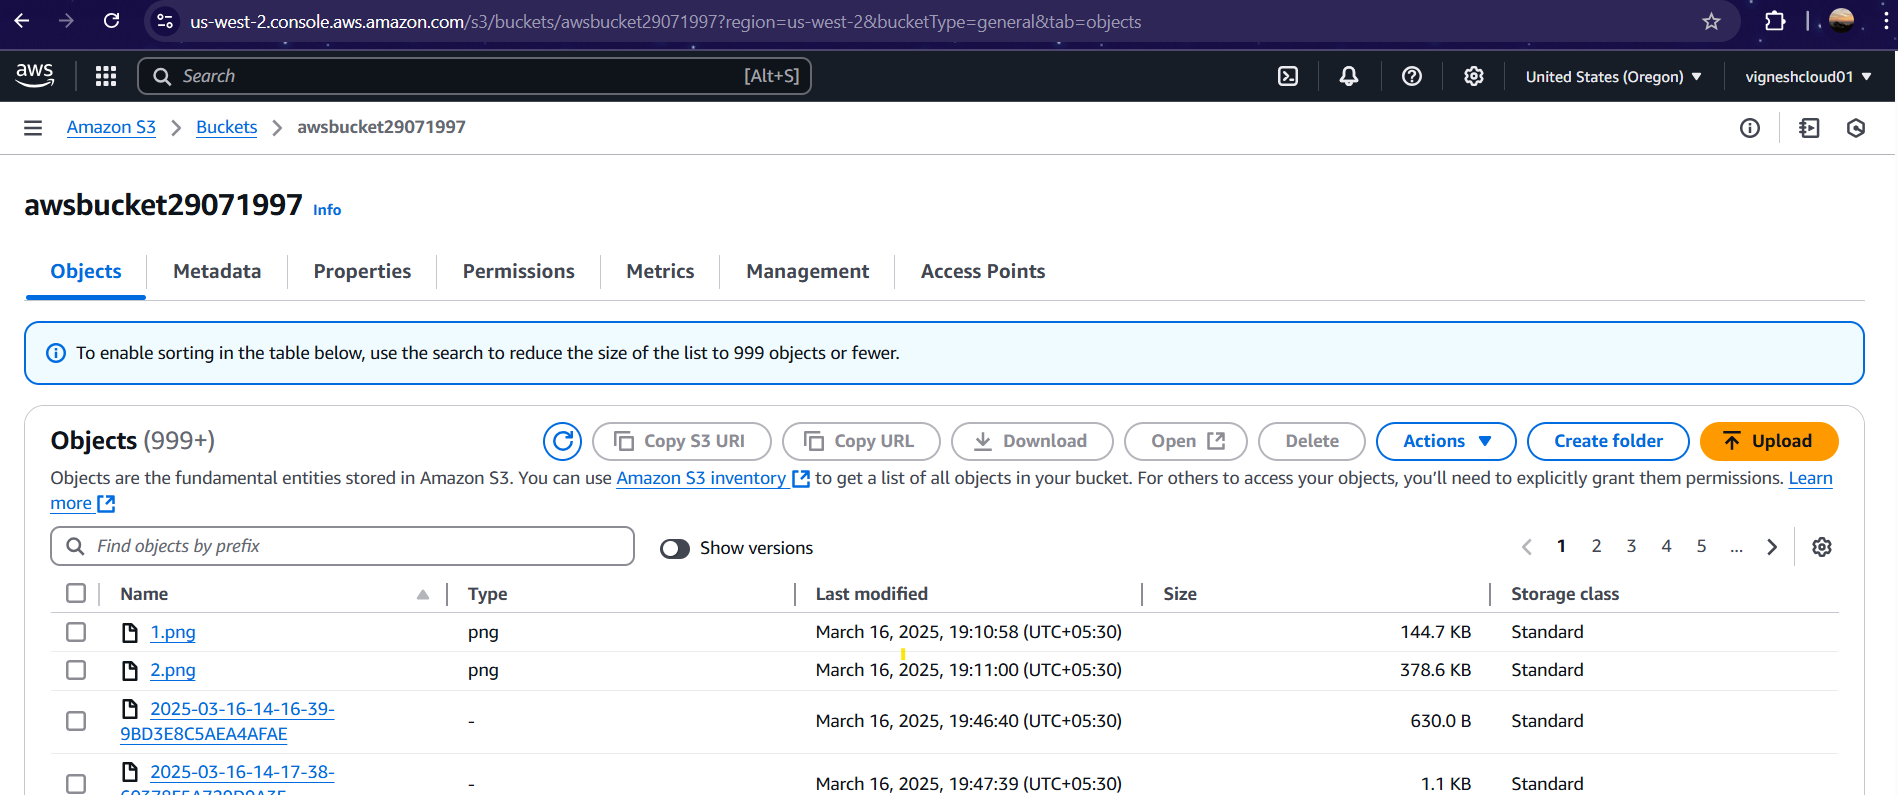 us-west-2.console.aws.amazon.com/s3/buckets/awsbucket29071997?region=us-west-2&bucketType=general&tab=objects
aws
Search
[Alt+S]
United States (Oregon)
vigneshcloud01
Amazon S3 > Buckets > awsbucket29071997
awsbucket29071997 Info
Objects
Metadata
Properties
Permissions
Metrics
Management
Access Points
To enable sorting in the table below, use the search to reduce the size of the list to 999 objects or fewer.
Objects (999+)
Copy S3 URI
Copy URL
Download
Open
Delete
Actions
Create folder
Upload
Objects are the fundamental entities stored in Amazon S3. You can use Amazon S3 inventory to get a list of all objects in your bucket. For others to access your objects, you’ll need to explicitly grant them permissions. Learn
more
Find objects by prefix
Show versions
1 2 3 4 5 ...
Name Type Last modified Size Storage class
1.png png March 16, 2025, 19:10:58 (UTC+05:30) 144.7 KB Standard
2.png png March 16, 2025, 19:11:00 (UTC+05:30) 378.6 KB Standard
2025-03-16-14-16-39-
9BD3E8C5AEA4AFAE - March 16, 2025, 19:46:40 (UTC+05:30) 630.0 B Standard
2025-03-16-14-17-38-
- March 16, 2025, 19:47:39 (UTC+05:30) 1.1 KB Standard